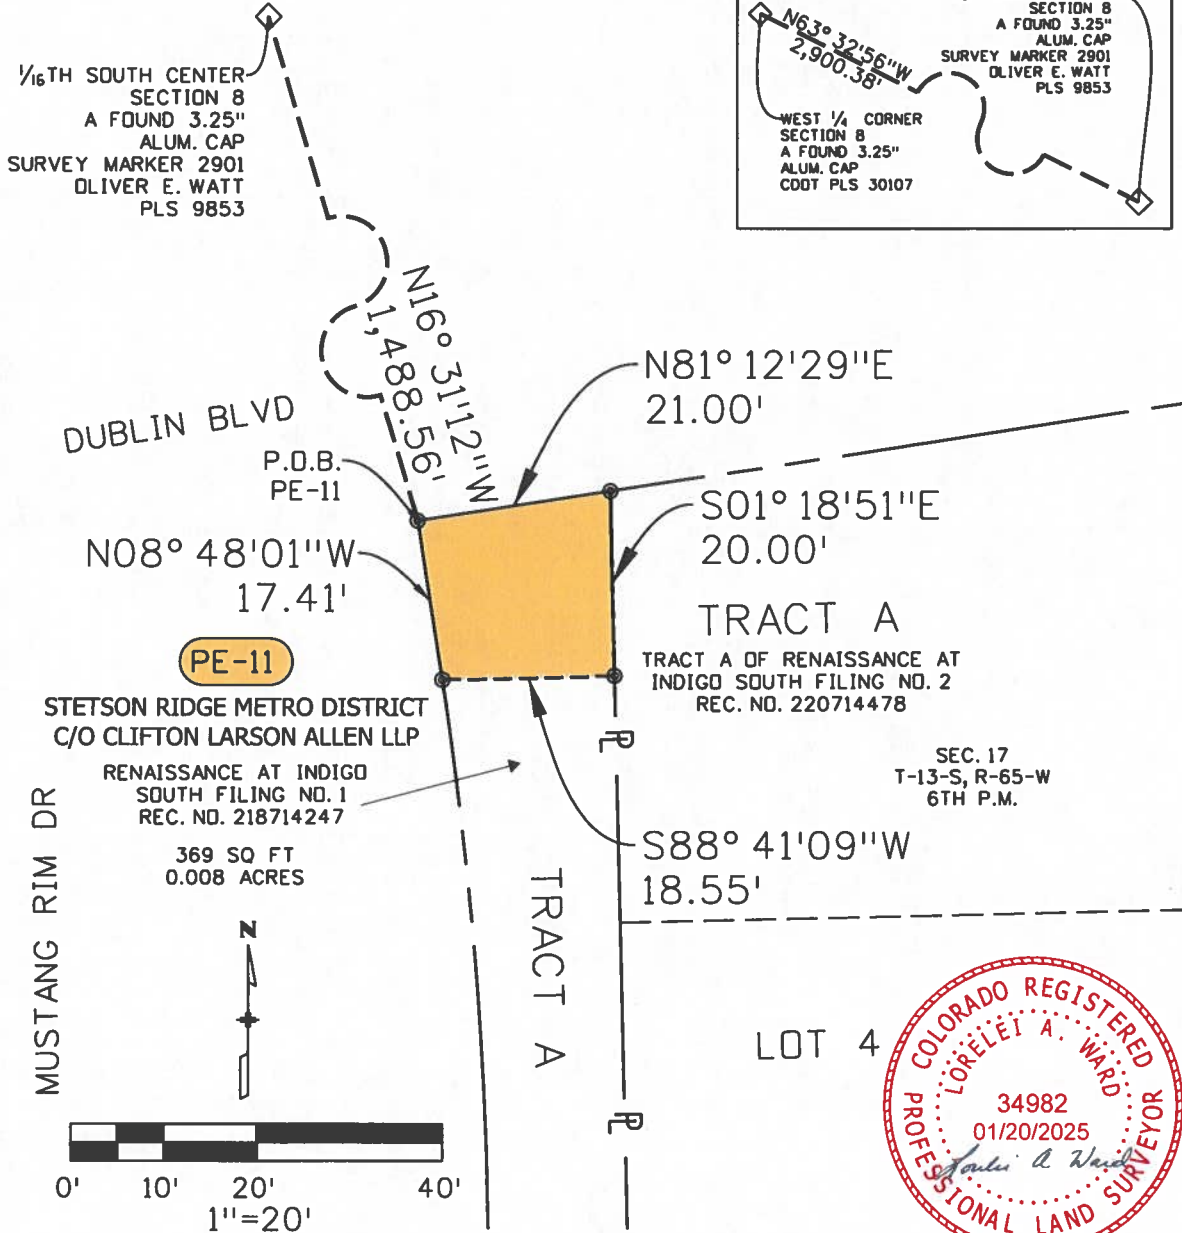 1/16TH SOUTH CENTER
SECTION 8
A FOUND 3.25"
ALUM. CAP
SURVEY MARKER 2901
OLIVER E. WATT
PLS 9853
N63° 32'56"W
2,900.38'
SECTION 8
A FOUND 3.25"
ALUM. CAP
SURVEY MARKER 2901
OLIVER E. WATT
PLS 9853
WEST 1/4 CORNER
SECTION 8
A FOUND 3.25"
ALUM. CAP
CDOT PLS 30107
N16° 31'12"W
1,488.56'
DUBLIN BLVD
P.O.B.
PE-11
N81° 12'29"E
21.00'
S01° 18'51"E
20.00'
N08° 48'01"W
17.41'
TRACT A
TRACT A OF RENAISSANCE AT
INDIGO SOUTH FILING NO. 2
REC. NO. 220714478
PE-11
STETSON RIDGE METRO DISTRICT
C/O CLIFTON LARSON ALLEN LLP
RENAISSANCE AT INDIGO
SOUTH FILING NO. 1
REC. NO. 218714247
369 SQ FT
0.008 ACRES
PL
SEC. 17
T-13-S, R-65-W
6TH P.M.
S88° 41'09"W
18.55'
MUSTANG RIM DR
TRACT A
N
LOT 4
PL
COLORADO REGISTERED
LORELEI A. WARD
34982
01/20/2025
Lorelei A Ward
PROFESSIONAL LAND SURVEYOR
0' 10' 20' 40'
1"=20'